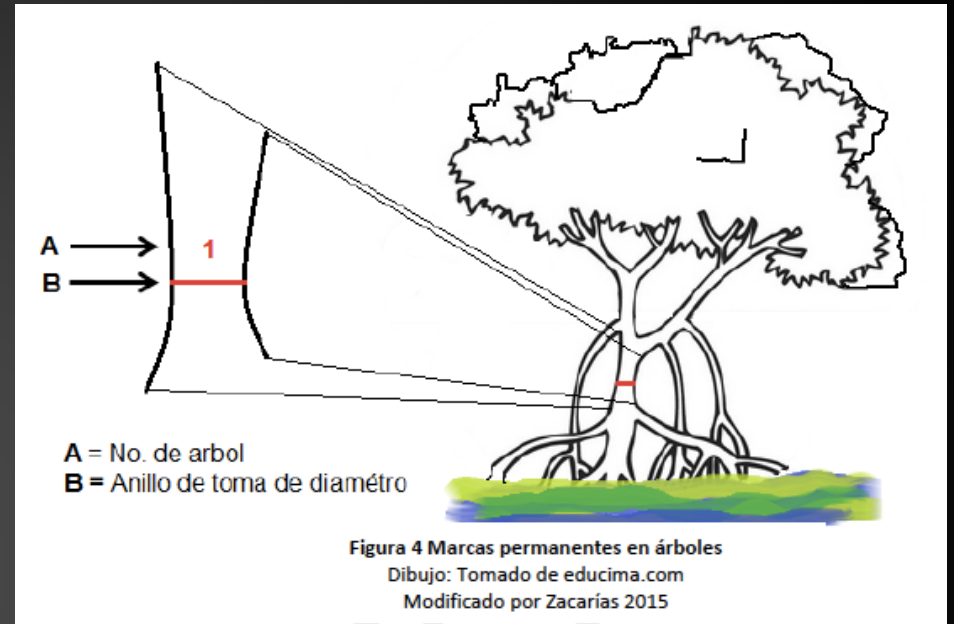 A
1
B
A = No. de arbol
B = Anillo de toma de diamétro
Figura 4 Marcas permanentes en árboles
Dibujo: Tomado de educima.com
Modificado por Zacarías 2015